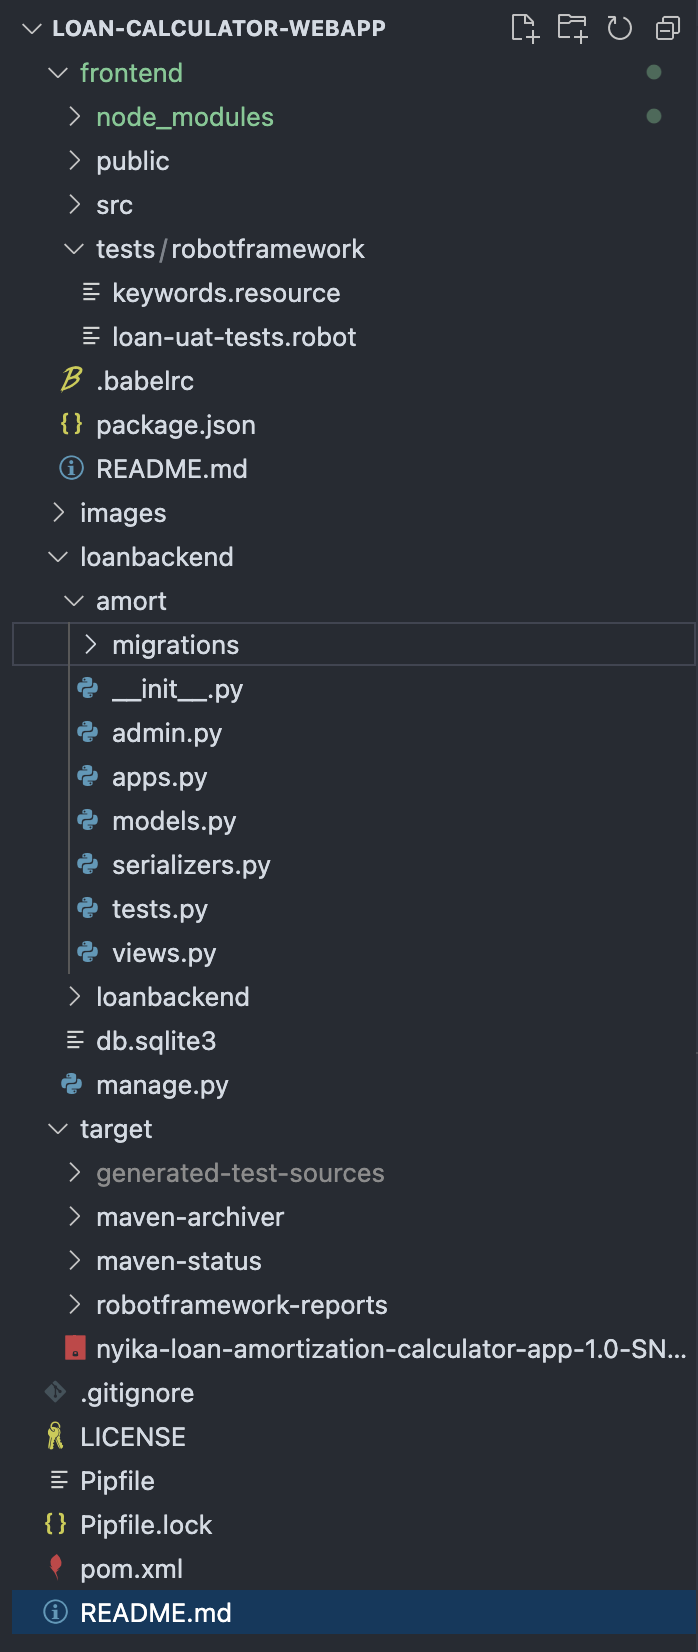 LOAN-CALCULATOR-WEBAPP
frontend
node_modules
public
src
tests/robotframework
keywords.resource
loan-uat-tests.robot
.babelrc
{} package.json
README.md
images
loanbackend
amort
migrations
__init__.py
admin.py
apps.py
models.py
serializers.py
tests.py
views.py
loanbackend
db.sqlite3
manage.py
target
generated-test-sources
maven-archiver
maven-status
robotframework-reports
nyika-loan-amortization-calculator-app-1.0-SN...
.gitignore
LICENSE
Pipfile
{} Pipfile.lock
pom.xml
README.md